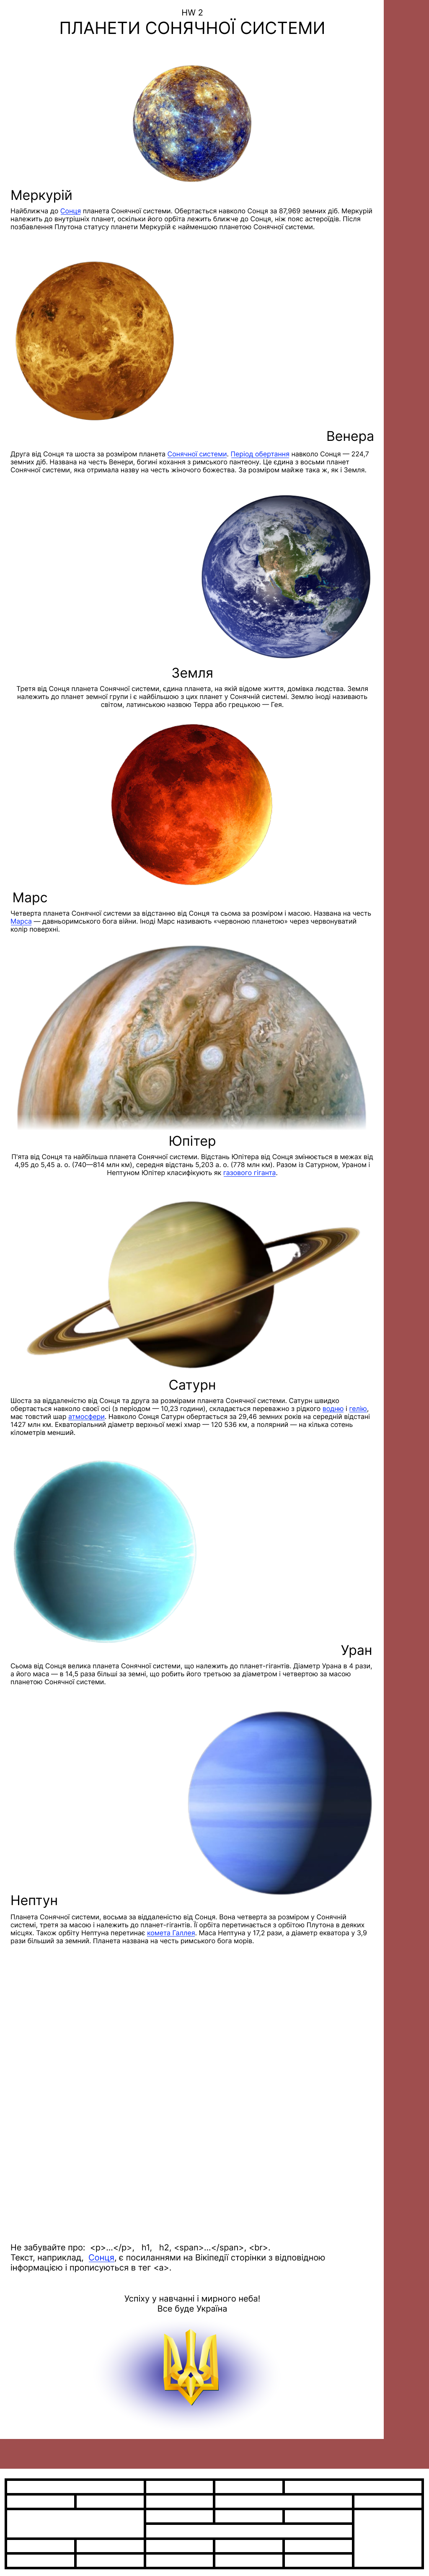 HW 2
ПЛАНЕТИ СОНЯЧНОЇ СИСТЕМИ
Меркурій
Найближча до Сонця планета Сонячної системи. Обертається навколо Сонця за 87,969 земних діб. Меркурій
належить до внутрішніх планет, оскільки його орбіта лежить ближче до Сонця, ніж пояс астероїдів. Після
позбавлення Плутона статусу планети Меркурій є найменшою планетою Сонячної системи.
Венера
Друга від Сонця та шоста за розміром планета Сонячної системи. Період обертання навколо Сонця — 224,7
земних діб. Названа на честь Венери, богині кохання з римського пантеону. Це єдина з восьми планет
Сонячної системи, яка отримала назву на честь жіночого божества. За розміром майже така ж, як і Земля.
Земля
Третя від Сонця планета Сонячної системи, єдина планета, на якій відоме життя, домівка людства. Земля
належить до планет земної групи і є найбільшою з цих планет у Сонячній системі. Землю іноді називають
світом, латинською назвою Терра або грецькою — Гея.
Марс
Четверта планета Сонячної системи за відстанню від Сонця та сьома за розміром і масою. Названа на честь
Марса — давньоримського бога війни. Іноді Марс називають «червоною планетою» через червонуватий
колір поверхні.
Юпітер
П'ята від Сонця та найбільша планета Сонячної системи. Відстань Юпітера від Сонця змінюється в межах від
4,95 до 5,45 а. о. (740—814 млн км), середня відстань 5,203 а. о. (778 млн км). Разом із Сатурном, Ураном і
Нептуном Юпітер класифікують як газового гіганта.
Сатурн
Шоста за віддаленістю від Сонця та друга за розмірами планета Сонячної системи. Сатурн швидко
обертається навколо своєї осі (з періодом — 10,23 години), складається переважно з рідкого водню і гелію,
має товстий шар атмосфери. Навколо Сонця Сатурн обертається за 29,46 земних років на середній відстані
1427 млн км. Екваторіальний діаметр верхньої межі хмар — 120 536 км, а полярний — на кілька сотень
кілометрів менший.
Уран
Сьома від Сонця велика планета Сонячної системи, що належить до планет-гігантів. Діаметр Урана в 4 рази,
а його маса — в 14,5 раза більші за земні, що робить його третьою за діаметром і четвертою за масою
планетою Сонячної системи.
Нептун
Планета Сонячної системи, восьма за віддаленістю від Сонця. Вона четверта за розміром у Сонячній
системі, третя за масою і належить до планет-гігантів. Її орбіта перетинається з орбітою Плутона в деяких
місцях. Також орбіту Нептуна перетинає комета Галлея. Маса Нептуна у 17,2 рази, а діаметр екватора у 3,9
рази більший за земний. Планета названа на честь римського бога морів.
Не забувайте про: <p>...</p>, h1, h2, <span>...</span>, <br>.
Текст, наприклад, Сонця, є посиланнями на Вікіпедії сторінки з відповідною
інформацією і прописуються в тег <a>.
Успіху у навчанні і мирного неба!
Все буде Україна